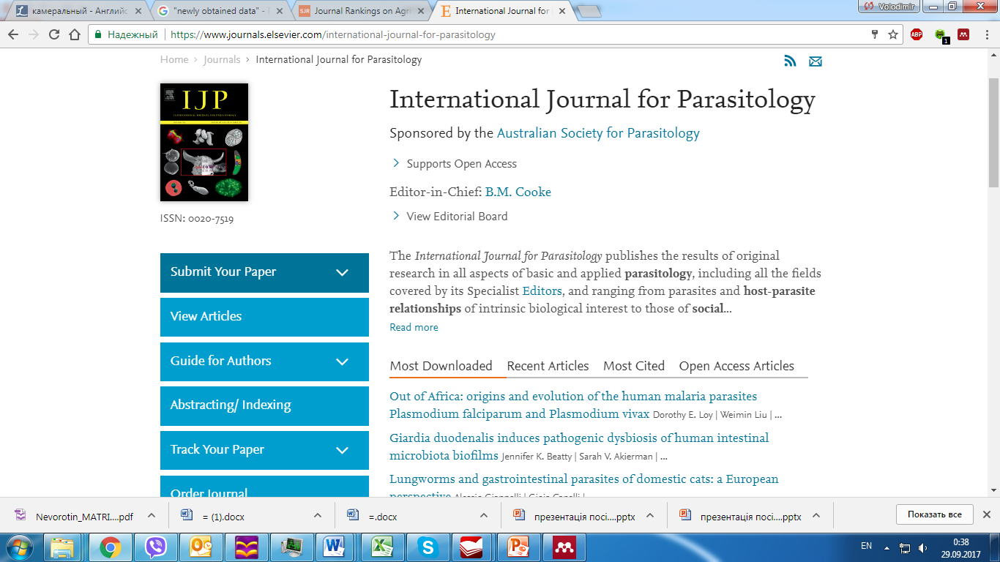 камеральный - Английс
"newly obtained data" -
SJR Journal Rankings on Agri
E International Journal for
Volodimir
Надежный https://www.journals.elsevier.com/international-journal-for-parasitology
ABP
1
Home › Journals › International Journal for Parasitology
IJP
INTERNATIONAL JOURNAL FOR PARASITOLOGY
ISSN: 0020-7519
International Journal for Parasitology
Sponsored by the Australian Society for Parasitology
Supports Open Access
Editor-in-Chief: B.M. Cooke
View Editorial Board
The International Journal for Parasitology publishes the results of original
research in all aspects of basic and applied parasitology, including all the fields
covered by its Specialist Editors, and ranging from parasites and host-parasite
relationships of intrinsic biological interest to those of social...
Read more
Submit Your Paper
View Articles
Guide for Authors
Abstracting/ Indexing
Track Your Paper
Order Journal
Most Downloaded Recent Articles Most Cited Open Access Articles
Out of Africa: origins and evolution of the human malaria parasites
Plasmodium falciparum and Plasmodium vivax Dorothy E. Loy | Weimin Liu | ...
Giardia duodenalis induces pathogenic dysbiosis of human intestinal
microbiota biofilms Jennifer K. Beatty | Sarah V. Akierman | ...
Lungworms and gastrointestinal parasites of domestic cats: a European
perspective Alessio Giannelli | Gioia Capelli |
Nevorotin_MATRI....pdf
= (1).docx
=.docx
презентація посі....pptx
презентація посі....pptx
Показать все
EN
0:38
29.09.2017